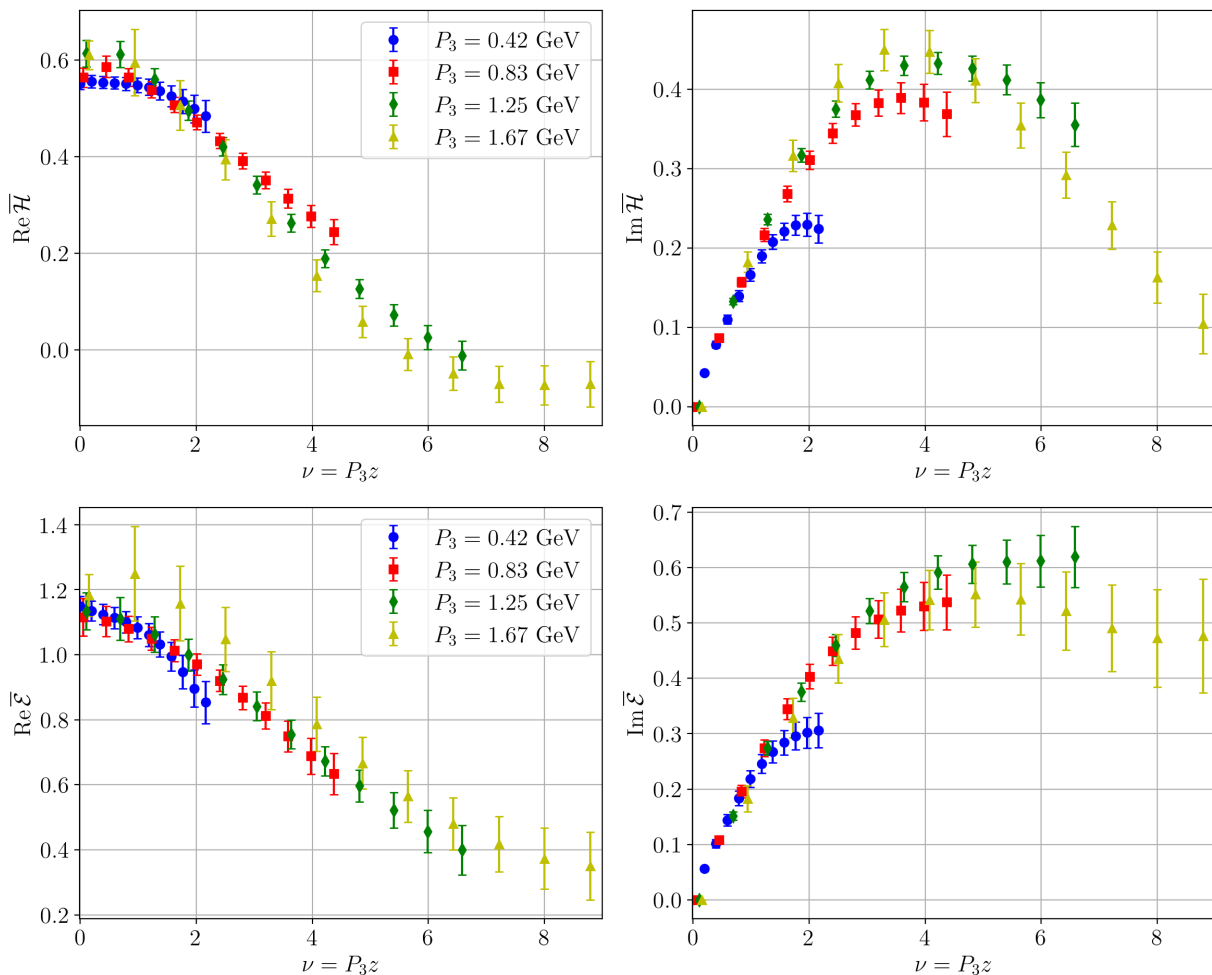 Re H̅
0.6
0.4
0.2
0.0
P₃ = 0.42 GeV
P₃ = 0.83 GeV
P₃ = 1.25 GeV
P₃ = 1.67 GeV
0 2 4 6 8
ν = P₃z
Im H̅
0.4
0.3
0.2
0.1
0.0
0 2 4 6 8
ν = P₃z
Re E̅
1.4
1.2
1.0
0.8
0.6
0.4
0.2
P₃ = 0.42 GeV
P₃ = 0.83 GeV
P₃ = 1.25 GeV
P₃ = 1.67 GeV
0 2 4 6 8
ν = P₃z
Im E̅
0.7
0.6
0.5
0.4
0.3
0.2
0.1
0.0
0 2 4 6 8
ν = P₃z